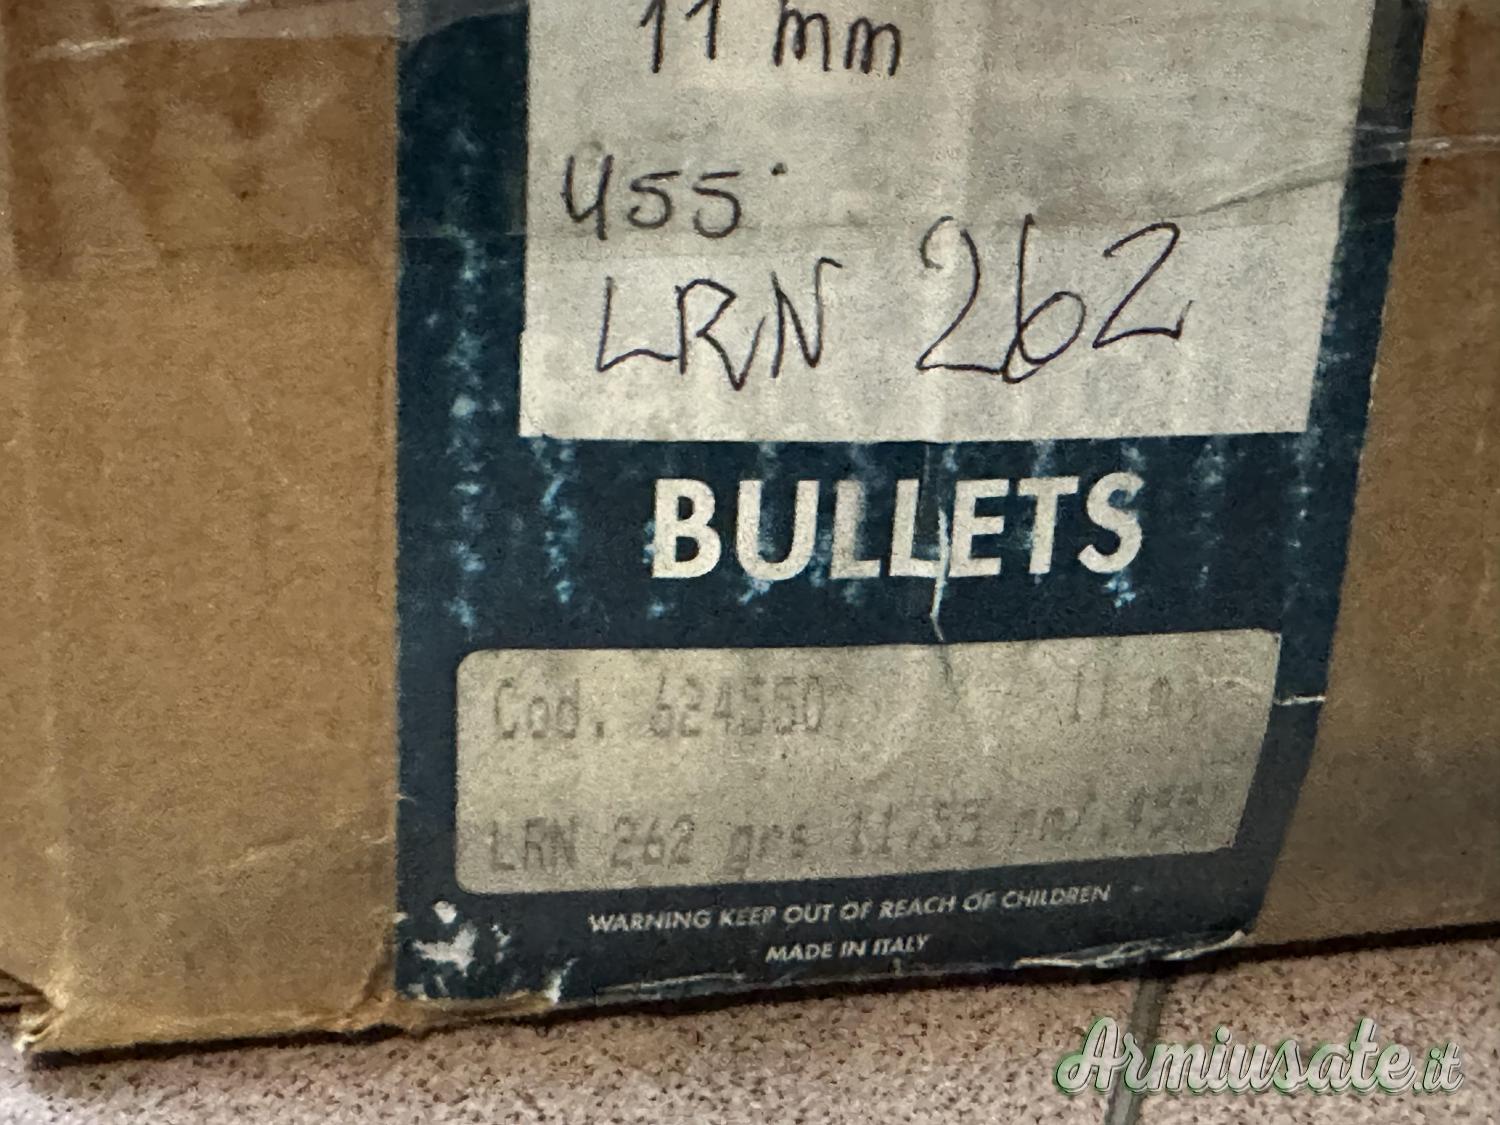 11 mm
455
LRN 262
BULLETS
Cod. 624550 11 m
LRN 262 grs 11,55 mm/.455"
WARNING KEEP OUT OF REACH OF CHILDREN
MADE IN ITALY
Armiusate.it